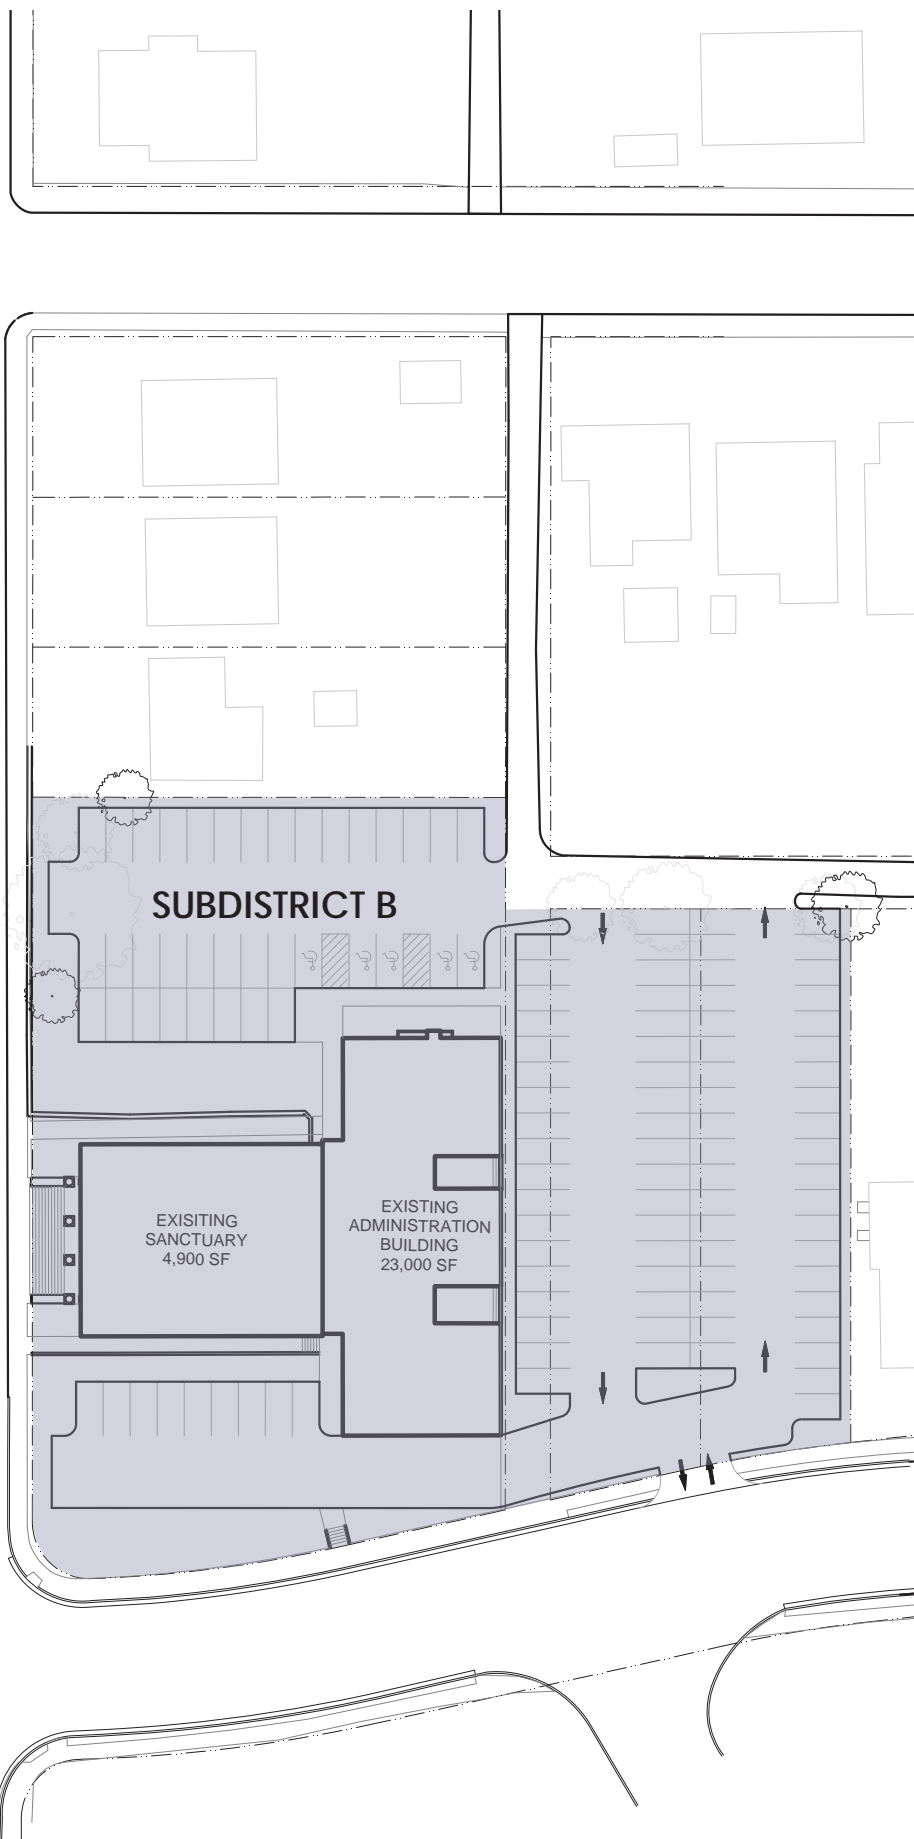 SUBDISTRICT B
EXISITING
SANCTUARY
4,900 SF
EXISTING
ADMINISTRATION
BUILDING
23,000 SF